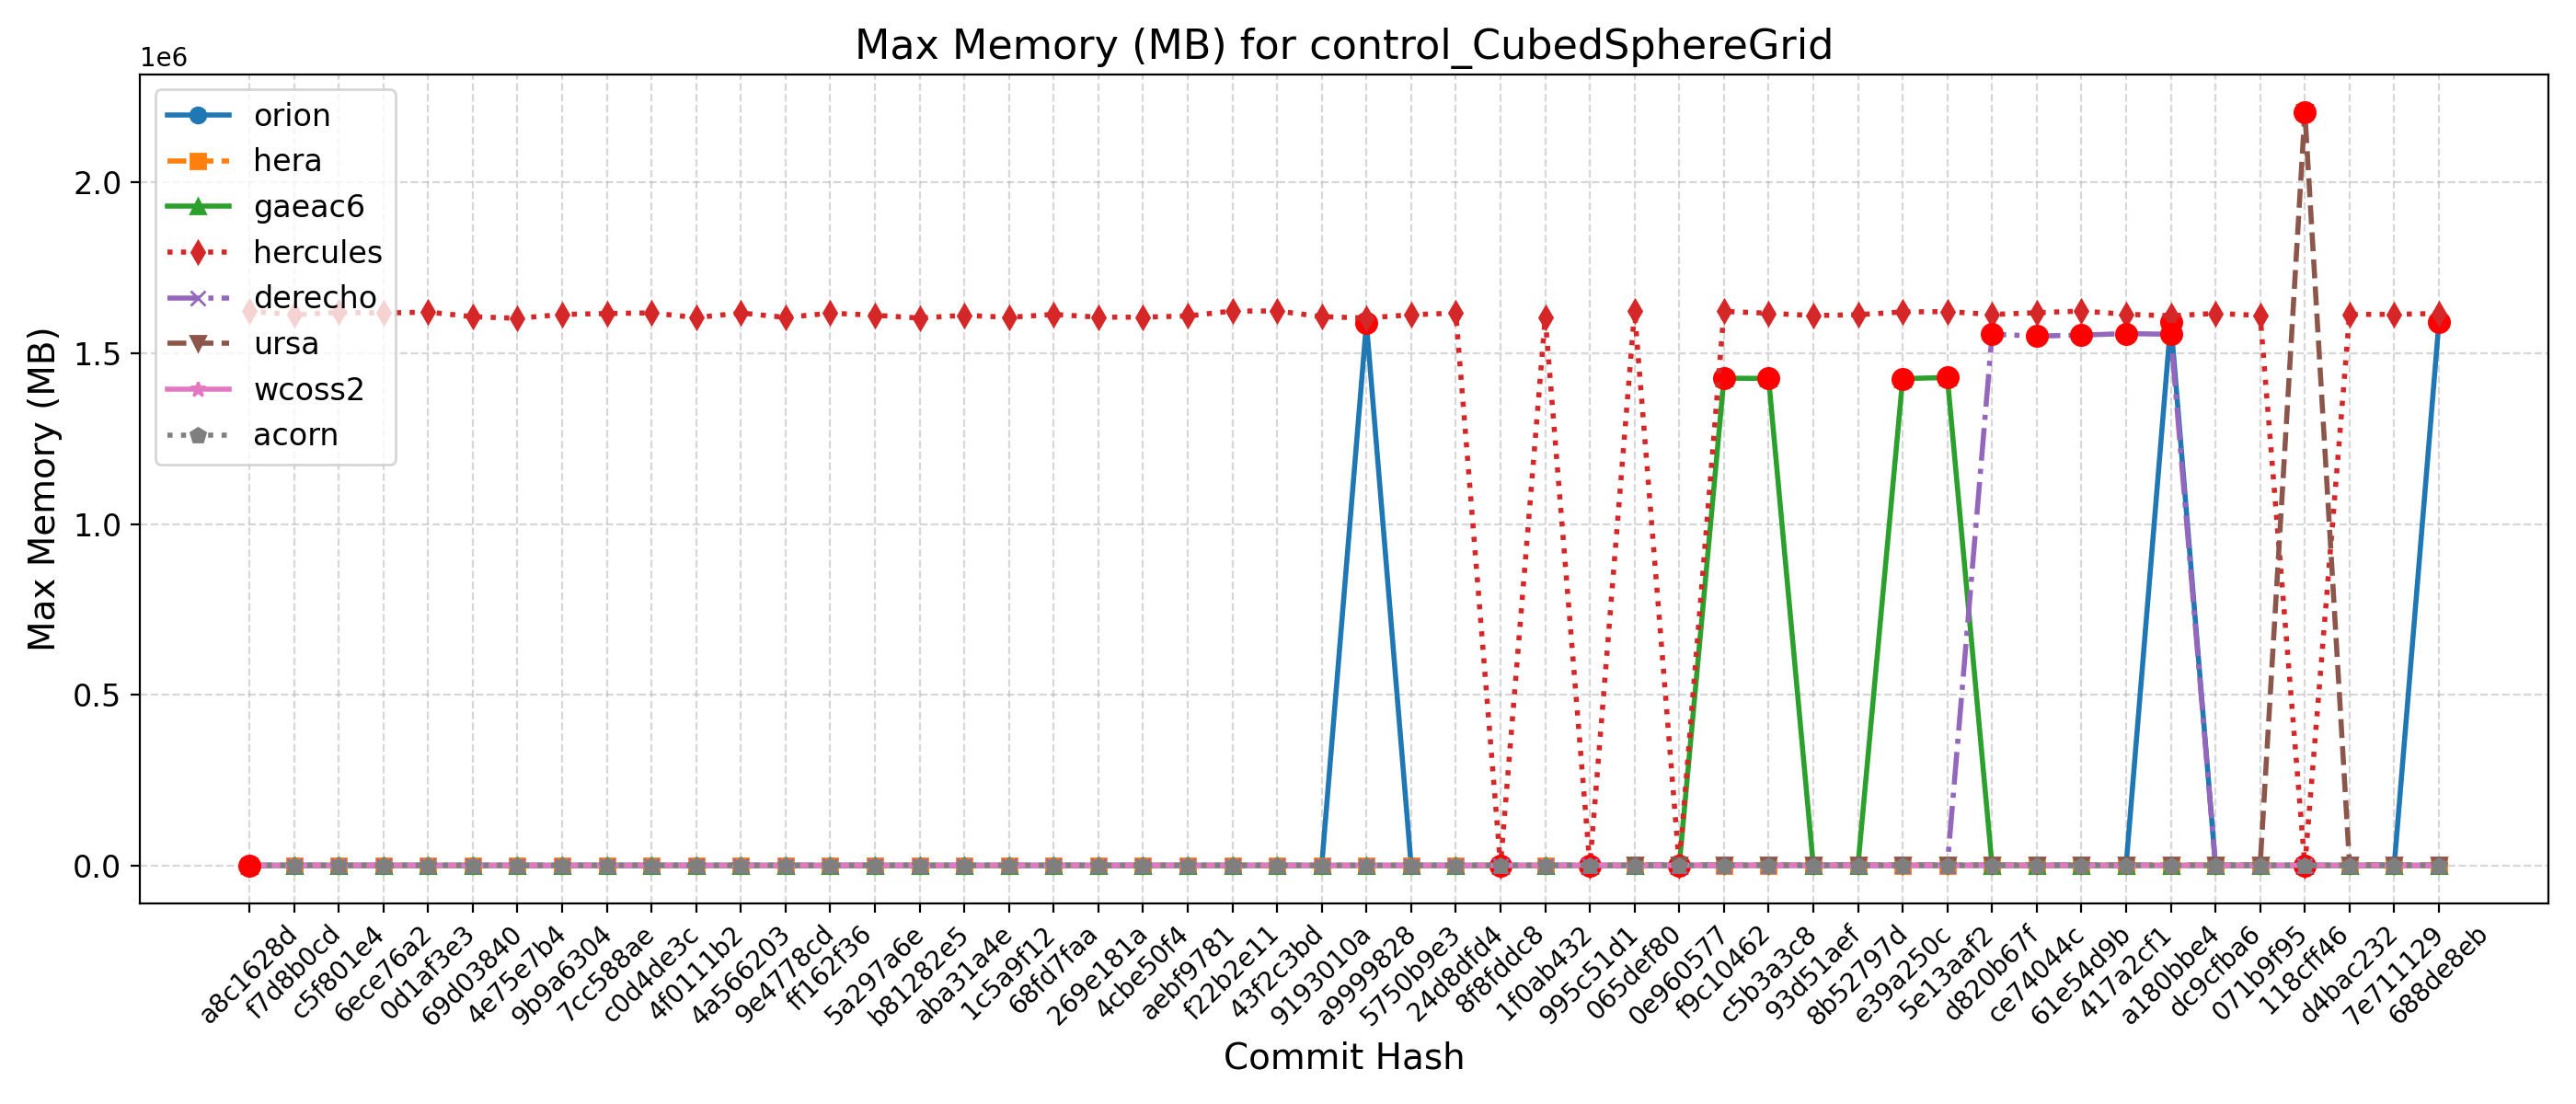 Max Memory (MB) for control_CubedSphereGrid
1e6
2.0
1.5
1.0
0.5
0.0
Max Memory (MB)
orion
hera
gaeac6
hercules
derecho
ursa
wcoss2
acorn
a8c1628d
f7d8b0cd
c5f801e4
6ece76a2
0d1af3e3
69d03840
4e75e7b4
9b9a6304
7cc588ae
c0d4de3c
4f0111b2
4a566203
9e4778cd
ff162f36
5a297a6e
b81282e5
aba31a4e
1c5a9f12
68fd7faa
269e181a
4cbe50f4
aebf9781
f22b2e11
43f2c3bd
9193010a
a9999828
5750b9e3
24d8dfd4
8f8fddc8
1f0ab432
995c51d1
065def80
0e960577
f9c10462
c5b3a3c8
93d51aef
8b52797d
e39a250c
5e13aaf2
d820b67f
ce74044c
61e54d9b
417a2cf1
a180bbe4
dc9cfba6
071b9f95
118cff46
d4bac232
7e711129
688de8eb
Commit Hash